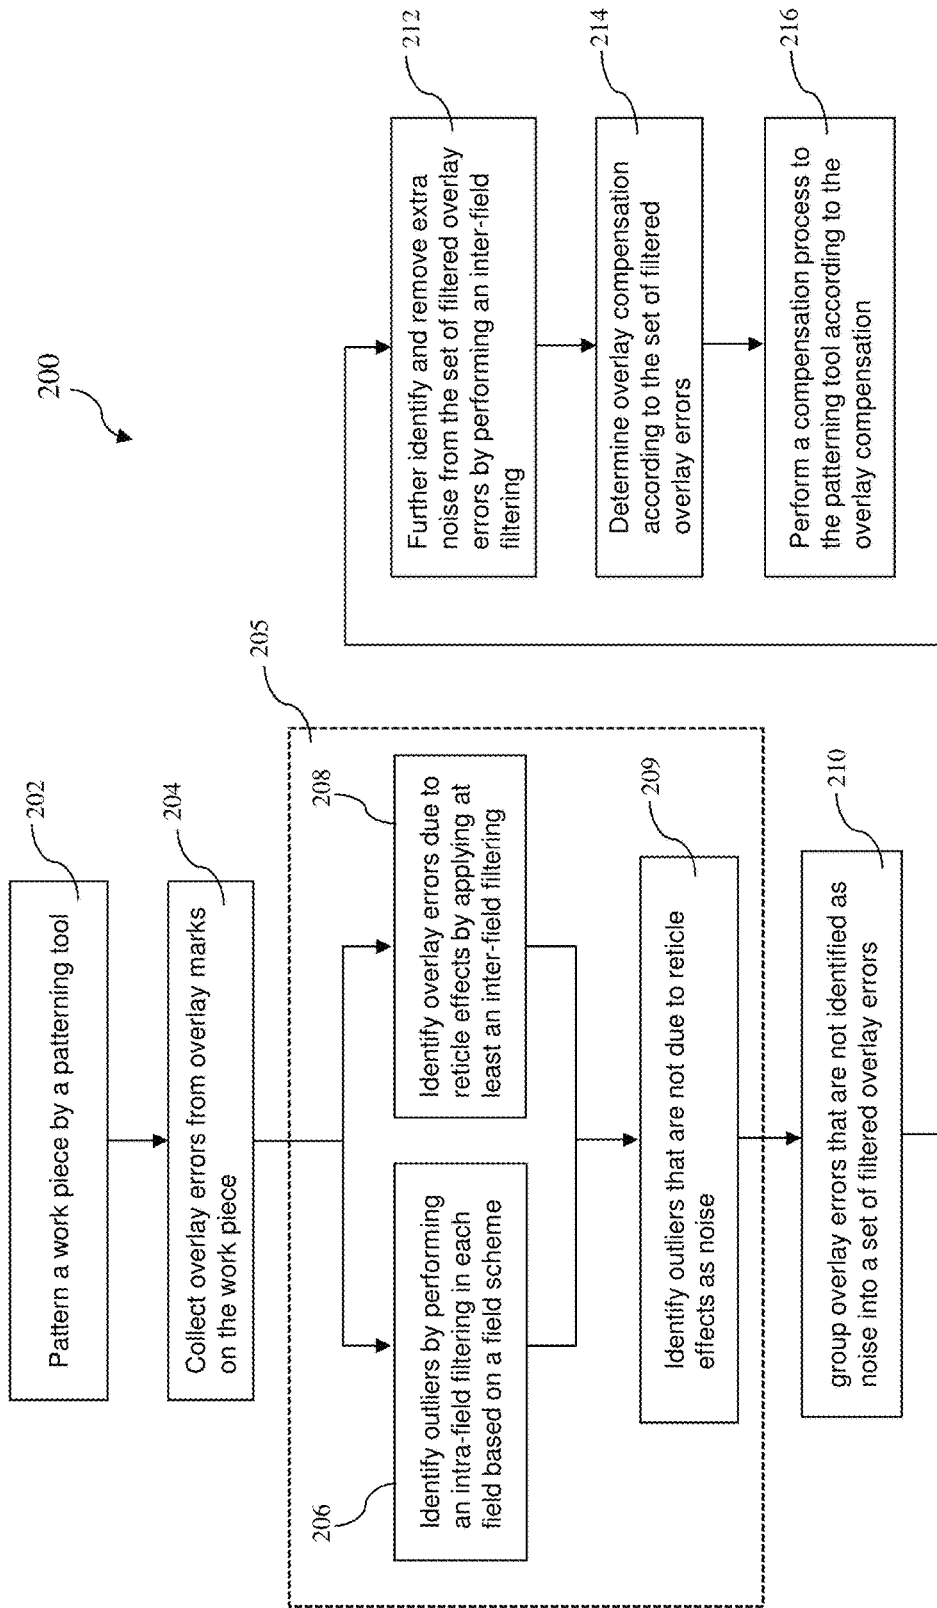 200
202
Pattern a work piece by a patterning tool
204
Collect overlay errors from overlay marks
on the work piece
205
206
Identify outliers by performing
an intra-field filtering in each
field based on a field scheme
208
Identify overlay errors due to
reticle effects by applying at
least an inter-field filtering
209
Identify outliers that are not due to reticle
effects as noise
210
group overlay errors that are not identified as
noise into a set of filtered overlay errors
212
Further identify and remove extra
noise from the set of filtered overlay
errors by performing an inter-field
filtering
214
Determine overlay compensation
according to the set of filtered
overlay errors
216
Perform a compensation process to
the patterning tool according to the
overlay compensation